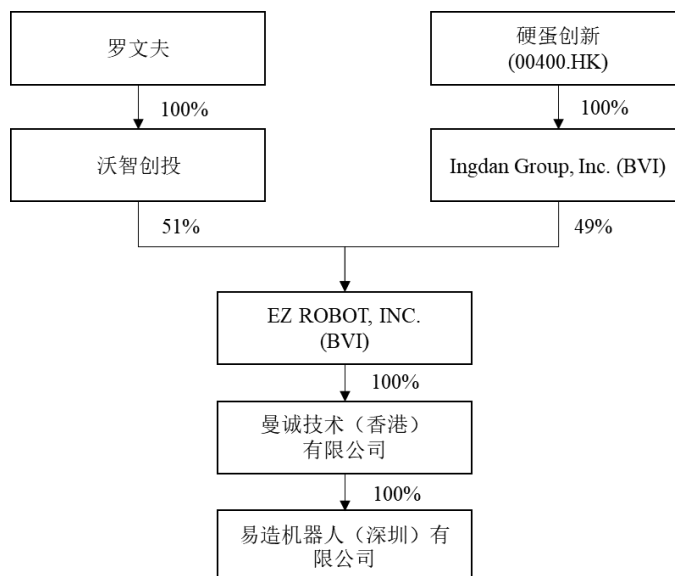 罗文夫
硬蛋创新
(00400.HK)
100%
100%
沃智创投
Ingdan Group, Inc. (BVI)
51%
49%
EZ ROBOT, INC.
(BVI)
100%
曼诚技术（香港）
有限公司
100%
易造机器人（深圳）有
限公司